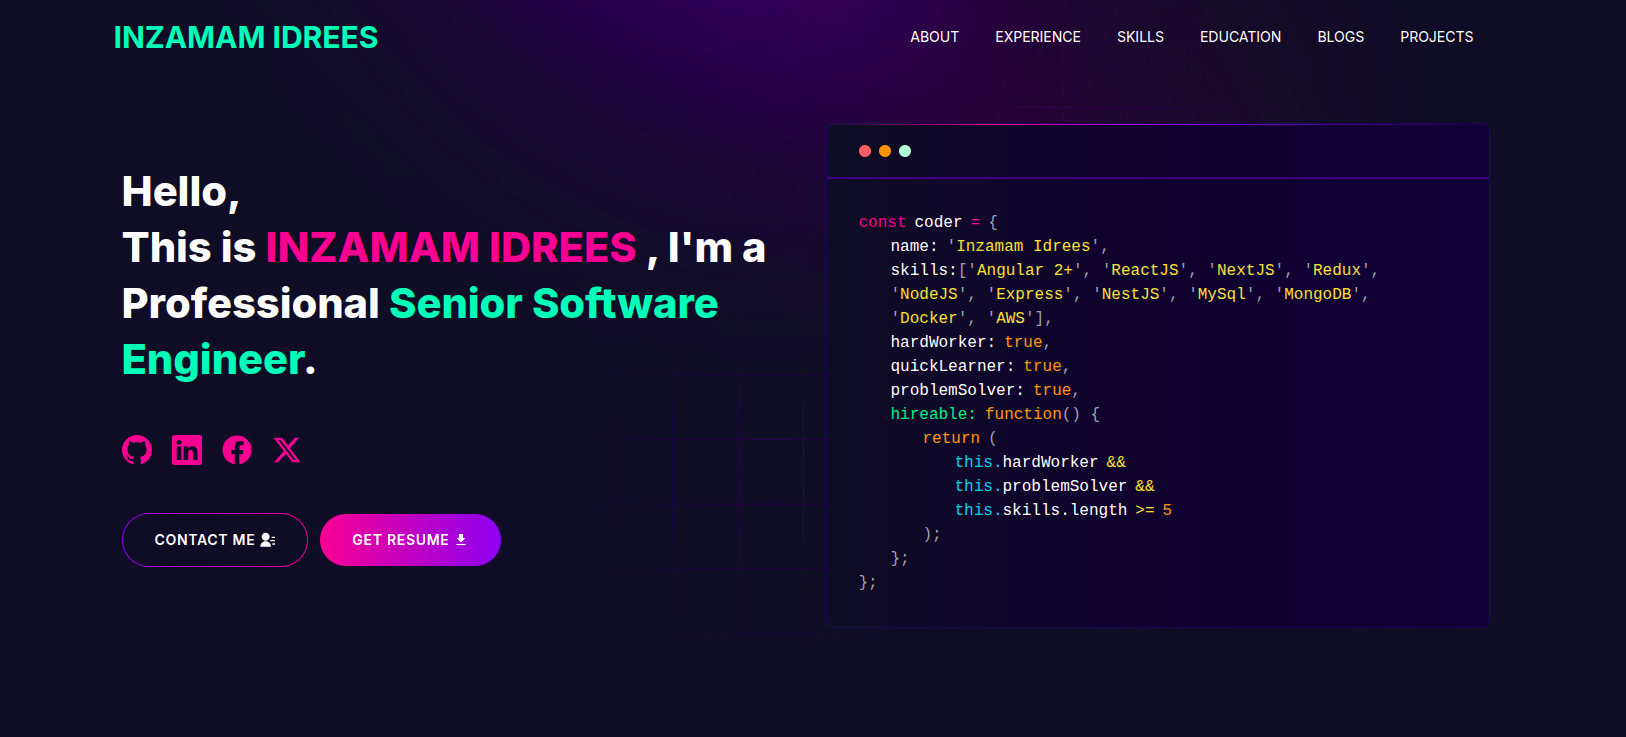 INZAMAM IDREES
ABOUT EXPERIENCE SKILLS EDUCATION BLOGS PROJECTS
Hello,
This is INZAMAM IDREES , I'm a
Professional Senior Software
Engineer.
CONTACT ME GET RESUME
const coder = {
name: 'Inzamam Idrees',
skills:['Angular 2+', 'ReactJS', 'NextJS', 'Redux',
'NodeJS', 'Express', 'NestJS', 'MySql', 'MongoDB',
'Docker', 'AWS'],
hardWorker: true,
quickLearner: true,
problemSolver: true,
hireable: function() {
return (
this.hardWorker &&
this.problemSolver &&
this.skills.length >= 5
);
};
};